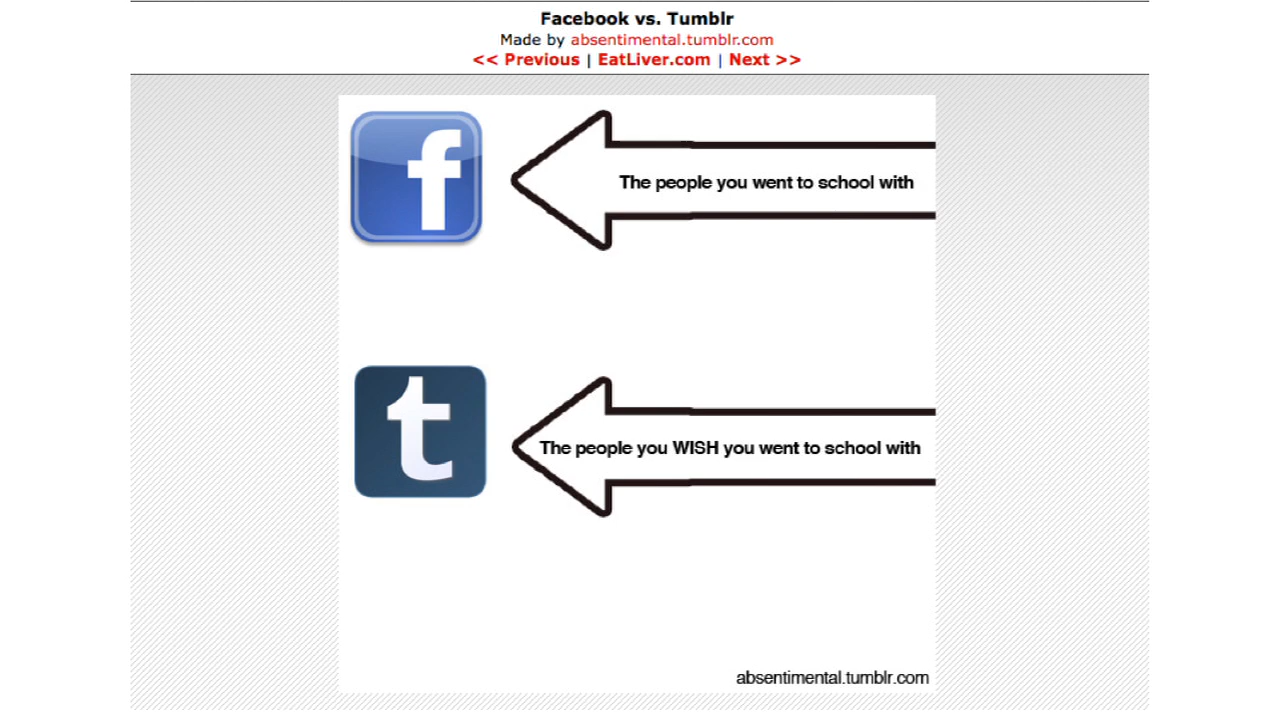 Facebook vs. Tumblr
Made by absentimental.tumblr.com
<< Previous | EatLiver.com | Next >>
f
The people you went to school with
t
The people you WISH you went to school with
absentimental.tumblr.com